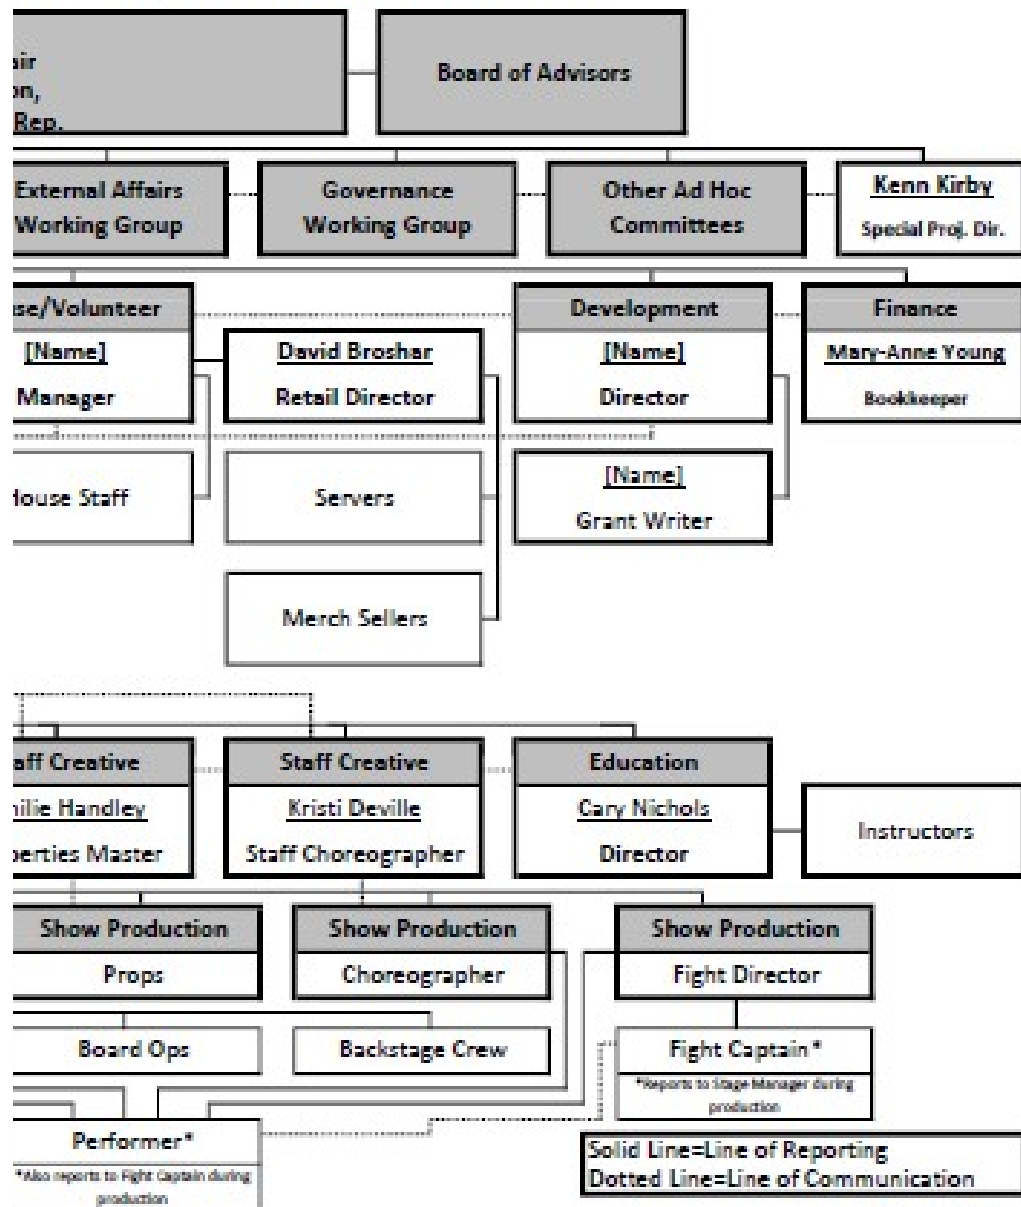 air
on,
Rep.
Board of Advisors
External Affairs
Working Group
Governance
Working Group
Other Ad Hoc
Committees
Kenn Kirby
Special Proj. Dir.
se/Volunteer
[Name]
Manager
David Broshar
Retail Director
Development
[Name]
Director
Finance
Mary-Anne Young
Bookkeeper
House Staff
Servers
[Name]
Grant Writer
Merch Sellers
aff Creative
ilie Handley
perties Master
Staff Creative
Kristi Deville
Staff Choreographer
Education
Cary Nichols
Director
Instructors
Show Production
Props
Show Production
Choreographer
Show Production
Fight Director
Board Ops
Backstage Crew
Fight Captain*
*Reports to Stage Manager during
production
Performer*
*Also reports to Fight Captain during
production
Solid Line=Line of Reporting
Dotted Line=Line of Communication